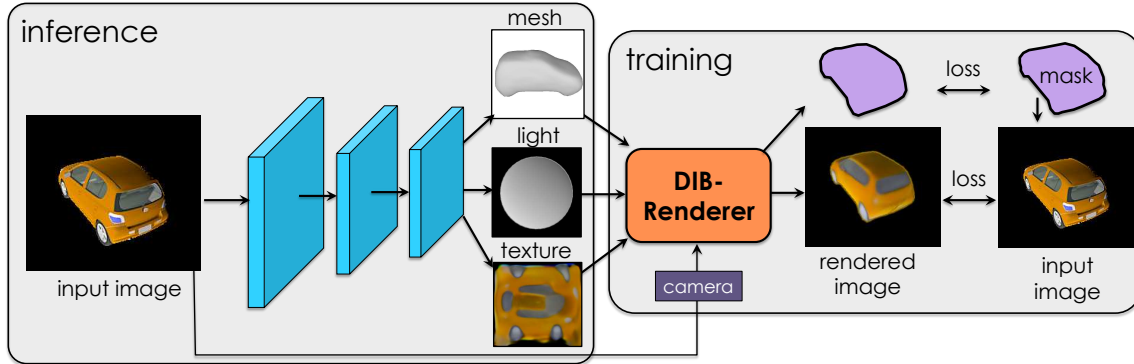 inference
input image
mesh
light
texture
training
DIB-
Renderer
camera
loss
mask
loss
rendered
image
input
image